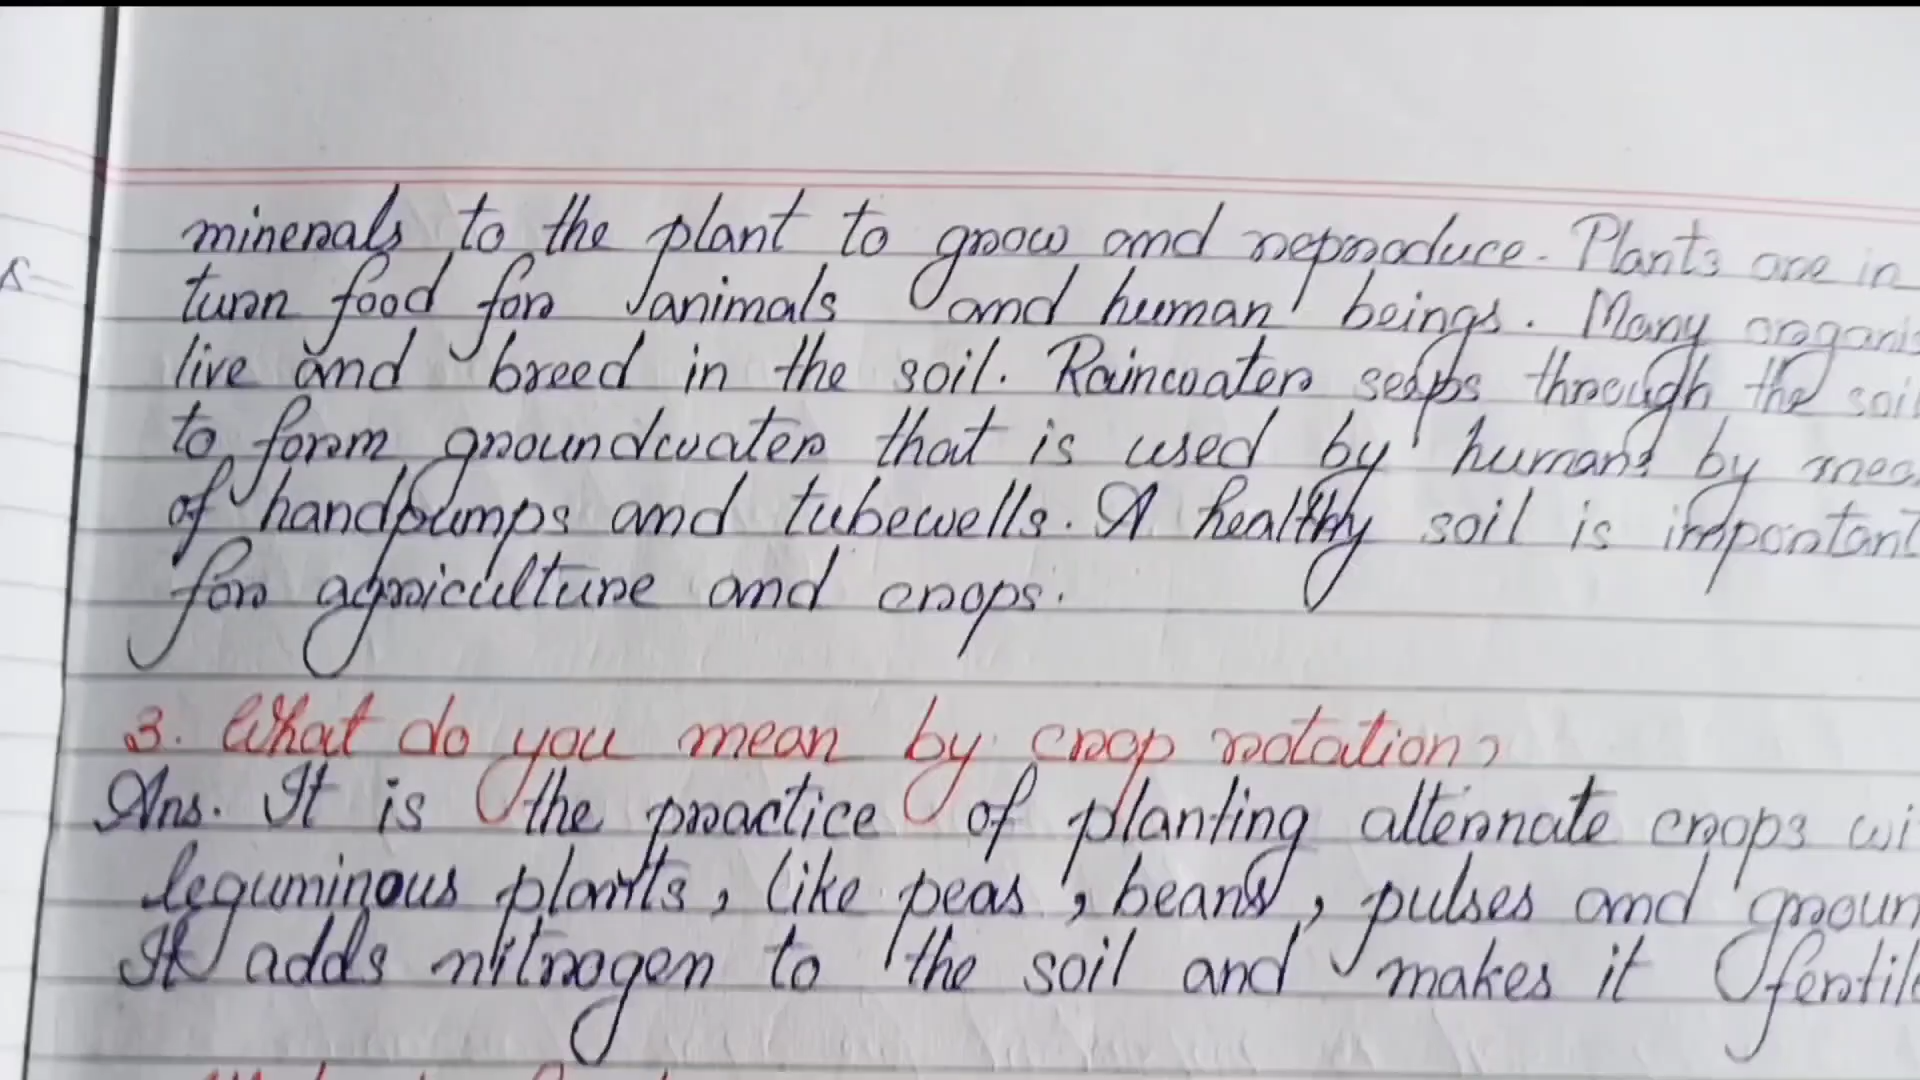 minerals to the plant to grow and reproduce. Plants are in
turn food for animals and human beings. Many organis
live and breed in the soil. Rainwater seeps through the soil
to form groundwater that is used by humans by mea
of handpumps and tubewells. A healthy soil is important
for agriculture and crops.
3. What do you mean by crop rotation?
Ans. It is the practice of planting alternate crops wi
leguminous plants, like peas, beans, pulses and groun
It adds nitrogen to the soil and makes it fertile